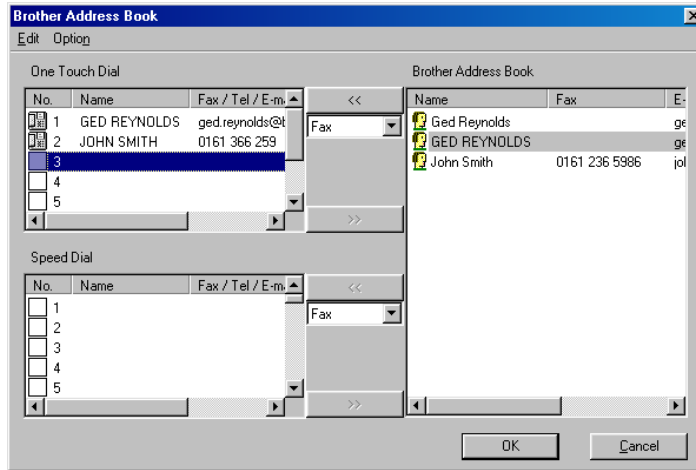 Brother Address Book
Edit Option
One Touch Dial
No. Name Fax / Tel / E-m
1 GED REYNOLDS ged.reynolds@
2 JOHN SMITH 0161 366 259
3
4
5
<<
Fax
>>
Speed Dial
No. Name Fax / Tel / E-m
1
2
3
4
5
<<
Fax
>>
Brother Address Book
Name Fax E-
Ged Reynolds ge
GED REYNOLDS ge
John Smith 0161 236 5986 jol
OK Cancel